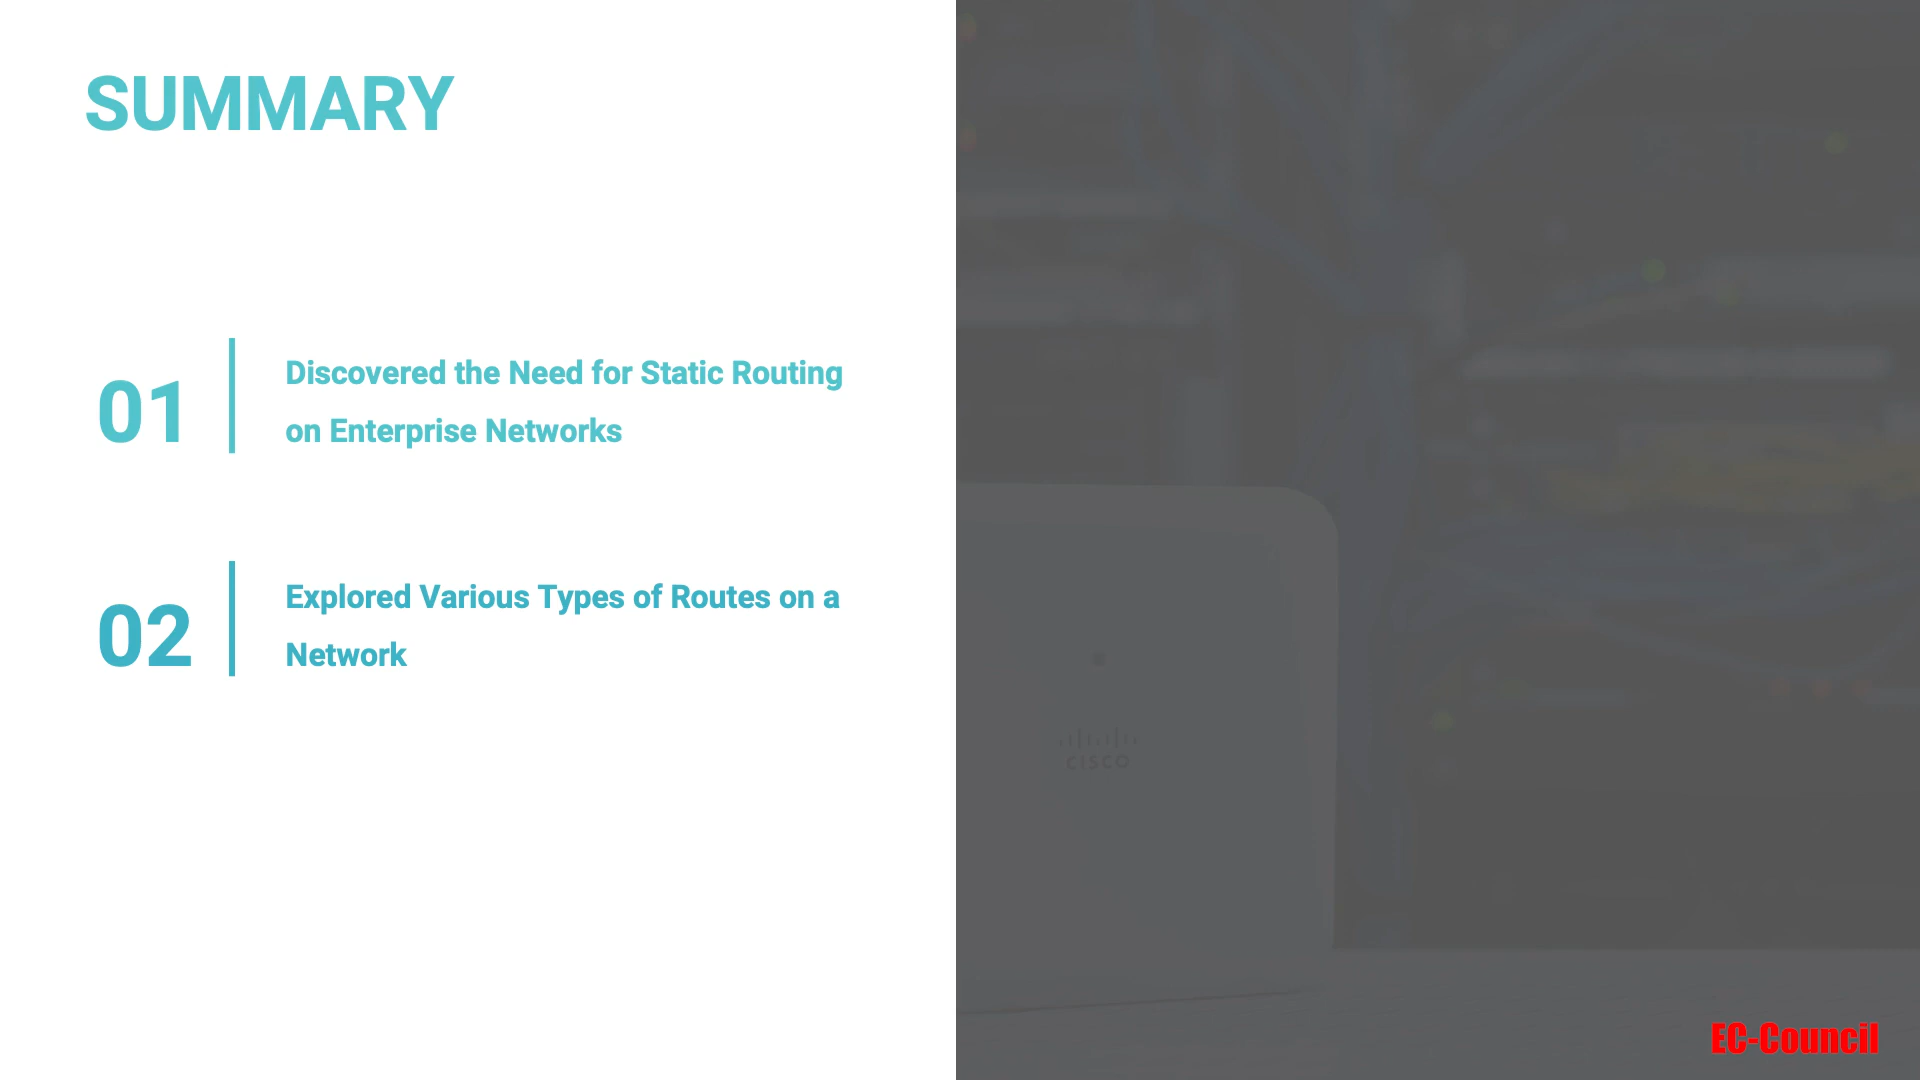 SUMMARY
01
Discovered the Need for Static Routing
on Enterprise Networks
02
Explored Various Types of Routes on a
Network
CISCO
EC-Council